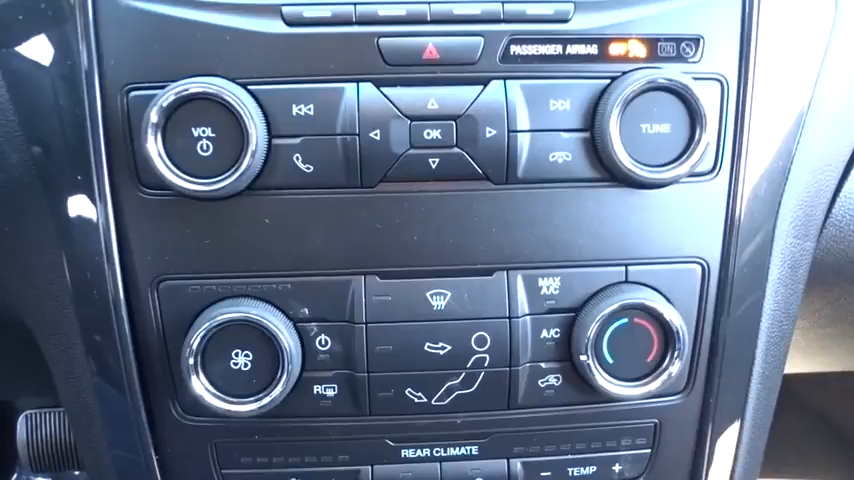 PASSENGER AIRBAG OFF ON
VOL
OK
TUNE
MAX A/C
A/C
R
REAR CLIMATE
- TEMP +